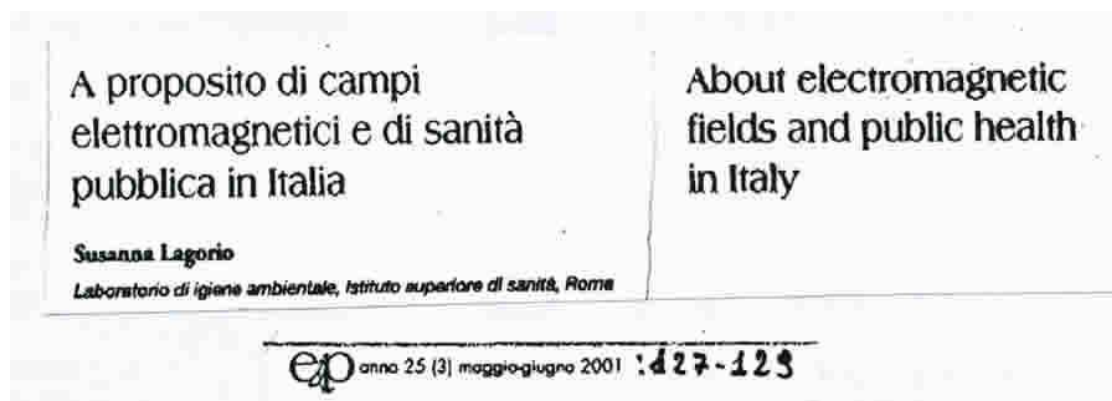 A proposito di campi
elettromagnetici e di sanità
pubblica in Italia
Susanna Lagorio
Laboratorio di igiene ambientale, Istituto superiore di sanità, Roma
About electromagnetic
fields and public health
in Italy
ep anno 25 (3) maggio-giugno 2001 :127-129